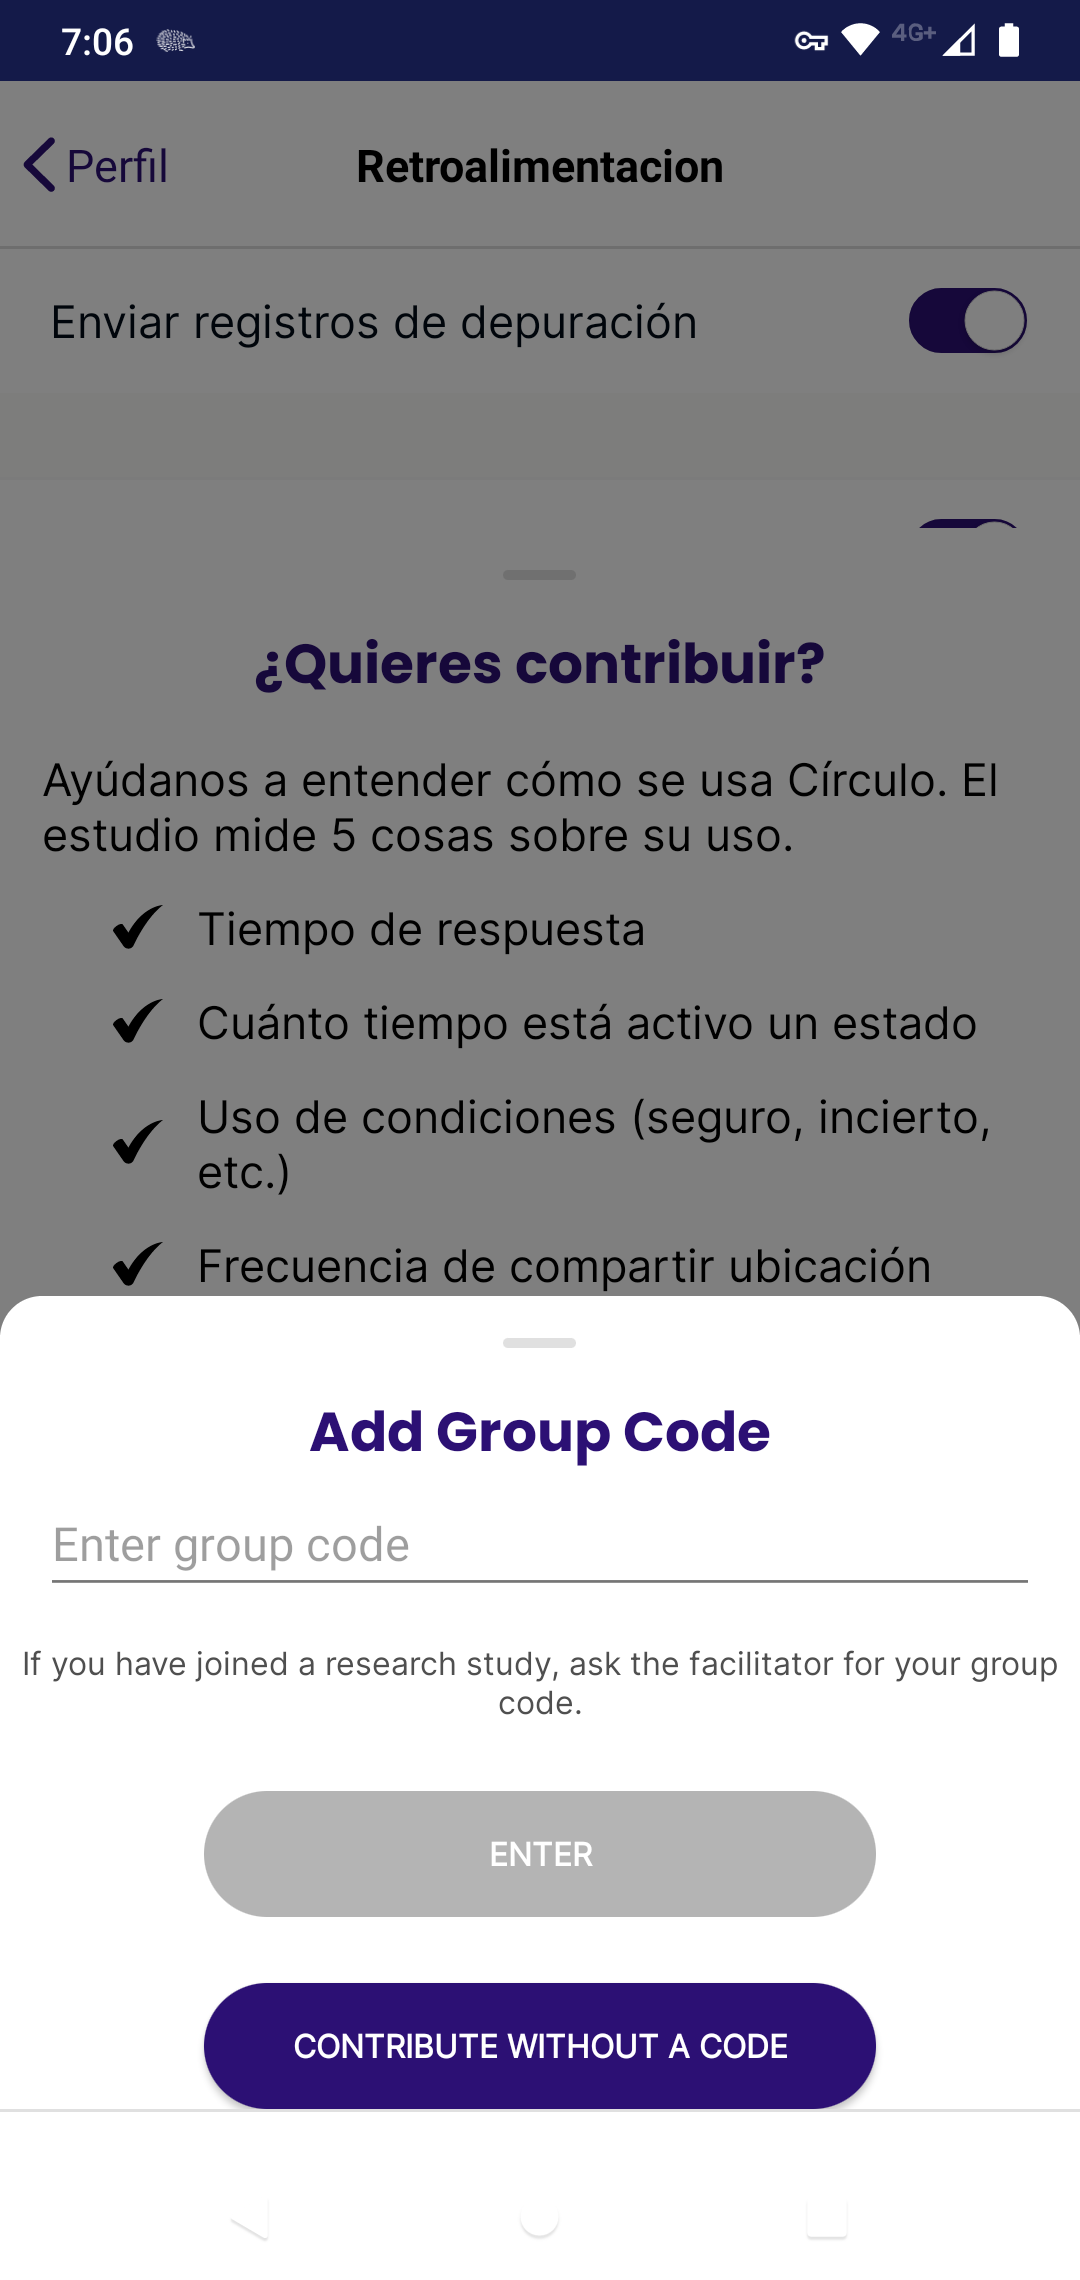 7:06
4G+
Perfil
Retroalimentacion
Enviar registros de depuración
¿Quieres contribuir?
Ayúdanos a entender cómo se usa Círculo. El
estudio mide 5 cosas sobre su uso.
Tiempo de respuesta
Cuánto tiempo está activo un estado
Uso de condiciones (seguro, incierto,
etc.)
Frecuencia de compartir ubicación
Add Group Code
Enter group code
If you have joined a research study, ask the facilitator for your group
code.
ENTER
CONTRIBUTE WITHOUT A CODE